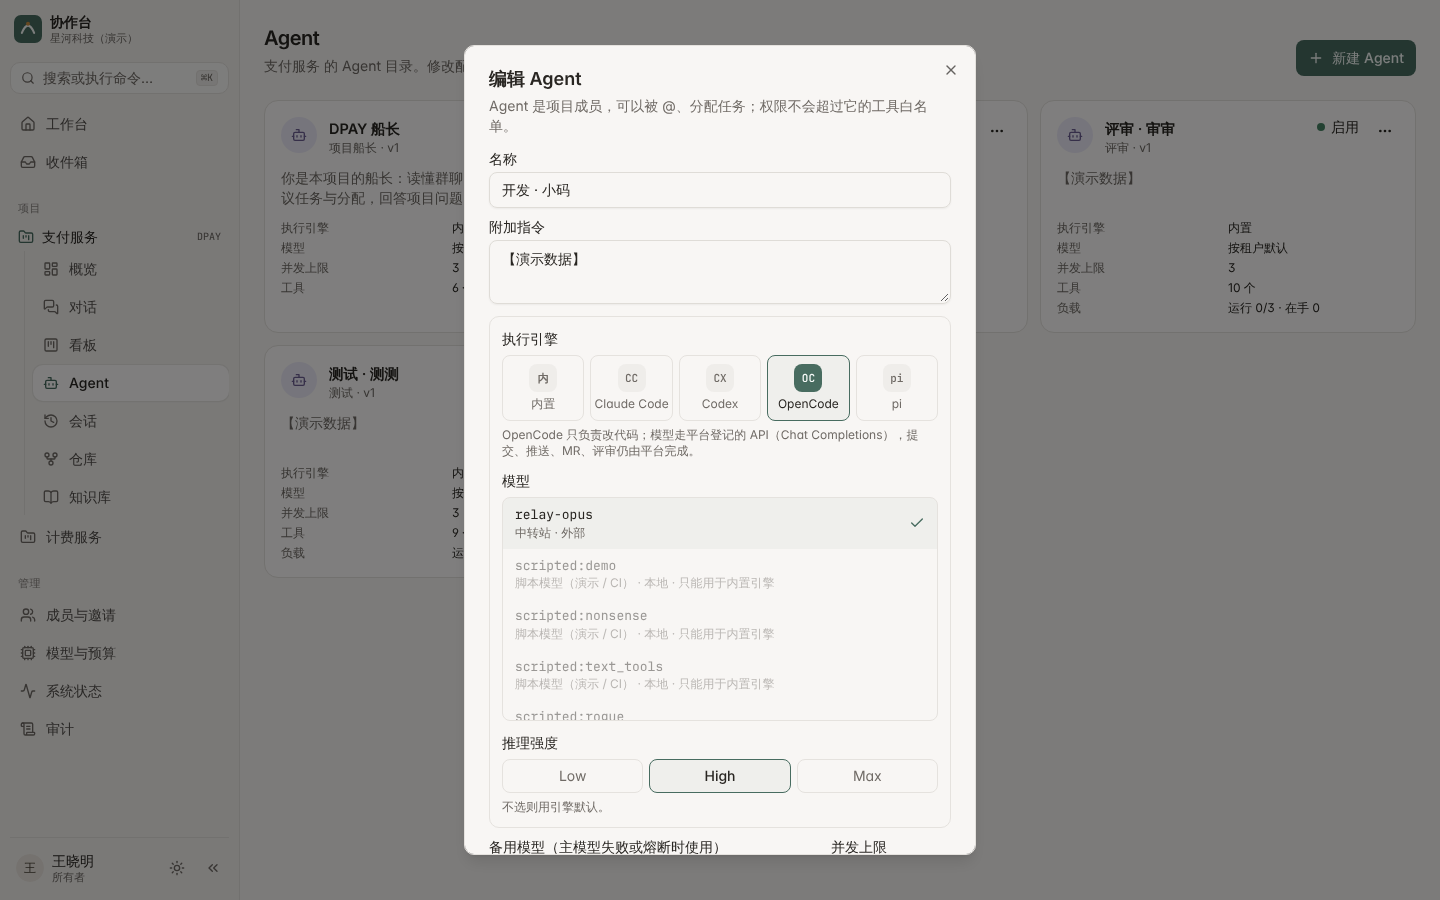 协作台
星河科技（演示）
搜索或执行命令... ⌘K
工作台
收件箱
项目
支付服务 DPAY
概览
对话
看板
Agent
会话
仓库
知识库
计费服务
管理
成员与邀请
模型与预算
系统状态
审计
王 王晓明
所有者
Agent
支付服务 的 Agent 目录。修改配
新建 Agent
DPAY 船长
项目船长 · v1
你是本项目的船长：读懂群聊
议任务与分配，回答项目问题
执行引擎 内
模型 按
并发上限 3
工具 6 ·
评审 · 审审 启用
评审 · v1
【演示数据】
执行引擎 内置
模型 按租户默认
并发上限 3
工具 10 个
负载 运行 0/3 · 在手 0
测试 · 测测
测试 · v1
【演示数据】
执行引擎 内
模型 按
并发上限 3
工具 9 ·
负载 运
编辑 Agent
Agent 是项目成员，可以被 @、分配任务；权限不会超过它的工具白名
单。
名称
开发 · 小码
附加指令
【演示数据】
执行引擎
内 CC CX OC pi
内置 Claude Code Codex OpenCode pi
OpenCode 只负责改代码；模型走平台登记的 API（Chat Completions），提
交、推送、MR、评审仍由平台完成。
模型
relay-opus
中转站 · 外部
scripted:demo
脚本模型（演示 / CI） · 本地 · 只能用于内置引擎
scripted:nonsense
脚本模型（演示 / CI） · 本地 · 只能用于内置引擎
scripted:text_tools
脚本模型（演示 / CI） · 本地 · 只能用于内置引擎
scripted:rogue
推理强度
Low High Max
不选则用引擎默认。
备用模型（主模型失败或熔断时使用） 并发上限